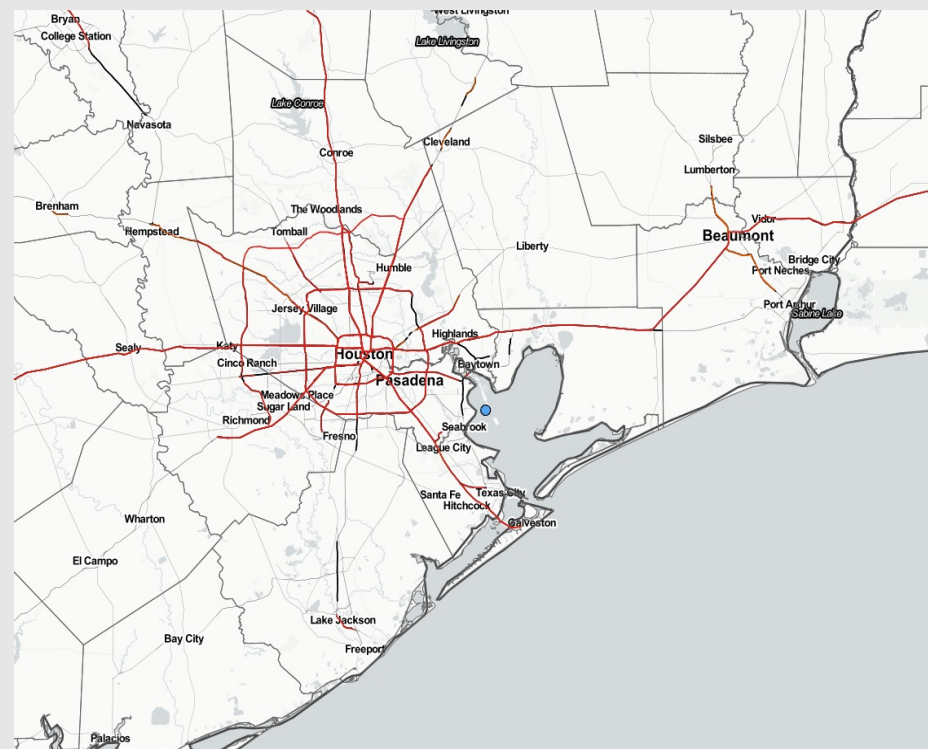 West Livingston
Bryan
College Station
Lake Livingston
Lake Conroe
Navasota
Silsbee
Cleveland
Conroe
Lumberton
Brenham
The Woodlands
Vidor
Hempstead
Tomball
Beaumont
Liberty
Bridge City
Humble
Port Neches
Port Arthur
Jersey Village
Sabine Lake
Highlands
Sealy
Katy
Houston
Cinco Ranch
Baytown
Pasadena
Meadows Place
Sugar Land
Richmond
Seabrook
Fresno
League City
Santa Fe
Texas City
Hitchcock
Wharton
Galveston
El Campo
Lake Jackson
Bay City
Freeport
Palacios